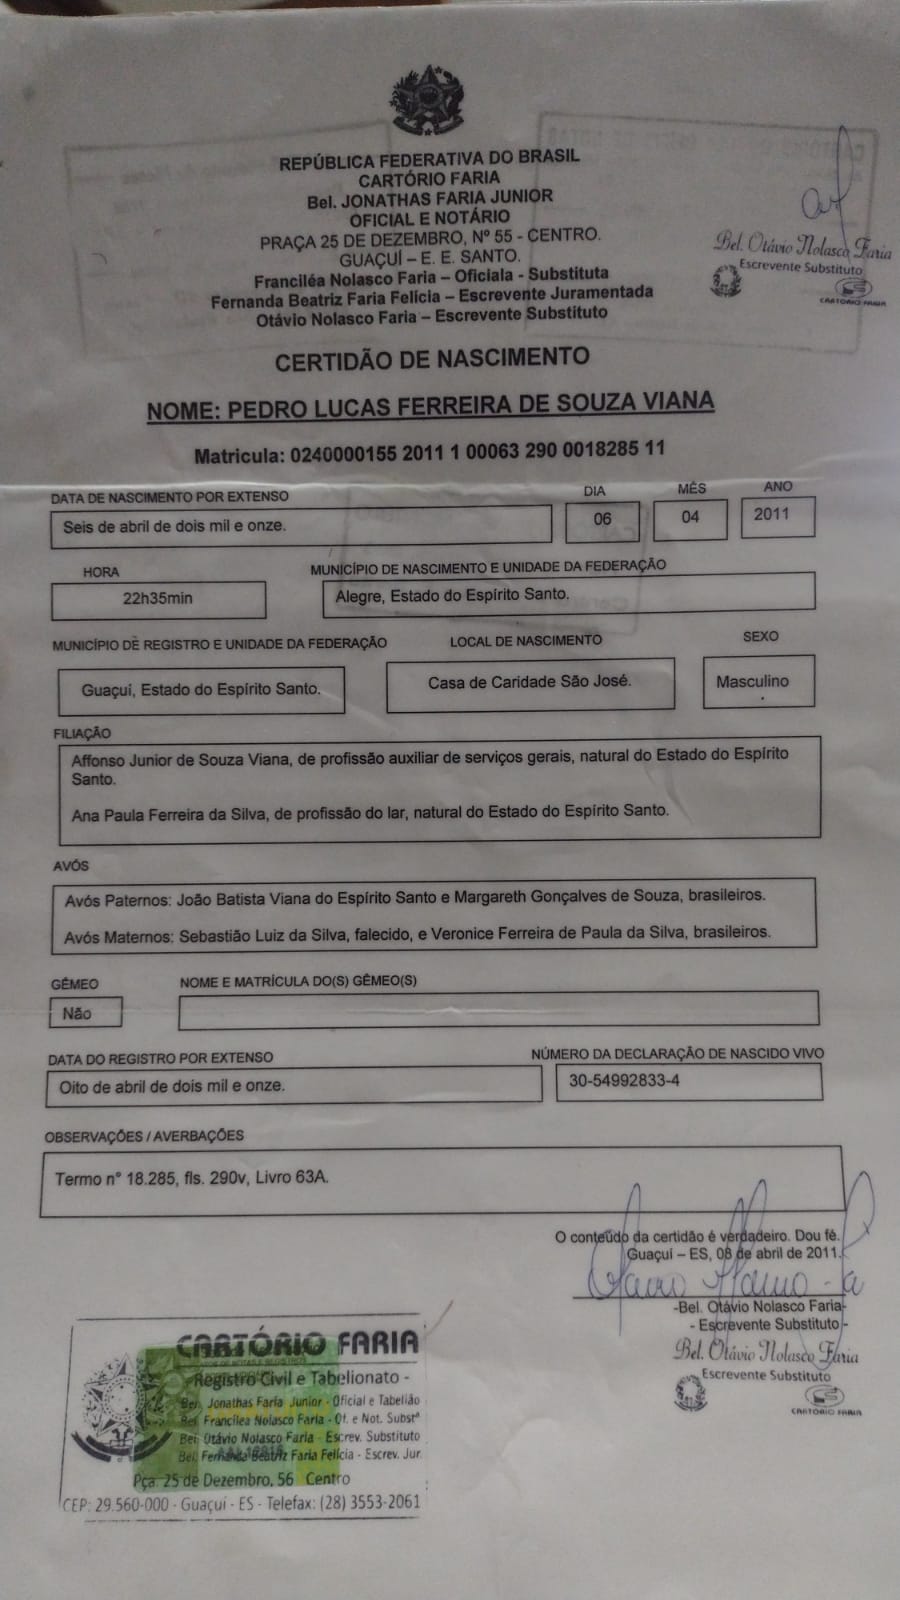 REPÚBLICA FEDERATIVA DO BRASIL
CARTÓRIO FARIA
Bel. JONATHAS FARIA JUNIOR
OFICIAL E NOTÁRIO
PRAÇA 25 DE DEZEMBRO, Nº 55 - CENTRO.
GUAÇUÍ – E. E. SANTO.
Franciléa Nolasco Faria – Oficiala - Substituta
Fernanda Beatriz Faria Felícia – Escrevente Juramentada
Otávio Nolasco Faria – Escrevente Substituto
Bel. Otávio Nolasco Faria
Escrevente Substituto
CARTÓRIO FARIA
CERTIDÃO DE NASCIMENTO
NOME: PEDRO LUCAS FERREIRA DE SOUZA VIANA
Matricula: 0240000155 2011 1 00063 290 0018285 11
DATA DE NASCIMENTO POR EXTENSO DIA MÊS ANO
Seis de abril de dois mil e onze. 06 04 2011
HORA MUNICÍPIO DE NASCIMENTO E UNIDADE DA FEDERAÇÃO
22h35min Alegre, Estado do Espírito Santo.
MUNICÍPIO DE REGISTRO E UNIDADE DA FEDERAÇÃO LOCAL DE NASCIMENTO SEXO
Guaçuí, Estado do Espírito Santo. Casa de Caridade São José. Masculino
FILIAÇÃO
Affonso Junior de Souza Viana, de profissão auxiliar de serviços gerais, natural do Estado do Espírito
Santo.
Ana Paula Ferreira da Silva, de profissão do lar, natural do Estado do Espírito Santo.
AVÓS
Avós Paternos: João Batista Viana do Espírito Santo e Margareth Gonçalves de Souza, brasileiros.
Avós Maternos: Sebastião Luiz da Silva, falecido, e Veronice Ferreira de Paula da Silva, brasileiros.
GÊMEO NOME E MATRÍCULA DO(S) GÊMEO(S)
Não
DATA DO REGISTRO POR EXTENSO NÚMERO DA DECLARAÇÃO DE NASCIDO VIVO
Oito de abril de dois mil e onze. 30-54992833-4
OBSERVAÇÕES / AVERBAÇÕES
Termo n° 18.285, fls. 290v, Livro 63A.
O conteúdo da certidão é verdadeiro. Dou fé.
Guaçuí – ES, 08 de abril de 2011.
-Bel. Otávio Nolasco Faria-
- Escrevente Substituto -
Bel. Otávio Nolasco Faria
Escrevente Substituto
CARTÓRIO FARIA
CARTÓRIO FARIA
Registro Civil e Tabelionato -
Bel. Jonathas Faria Junior - Oficial e Tabelião
Bel Francilea Nolasco Faria - Of. e Not. Substª
Bel Otávio Nolasco Faria - Escrev. Substituto
Bel. Fernanda Beatriz Faria Felícia - Escrev. Jur.
Pça. 25 de Dezembro, 56 Centro
CEP: 29.560-000 - Guaçuí - ES - Telefax: (28) 3553-2061